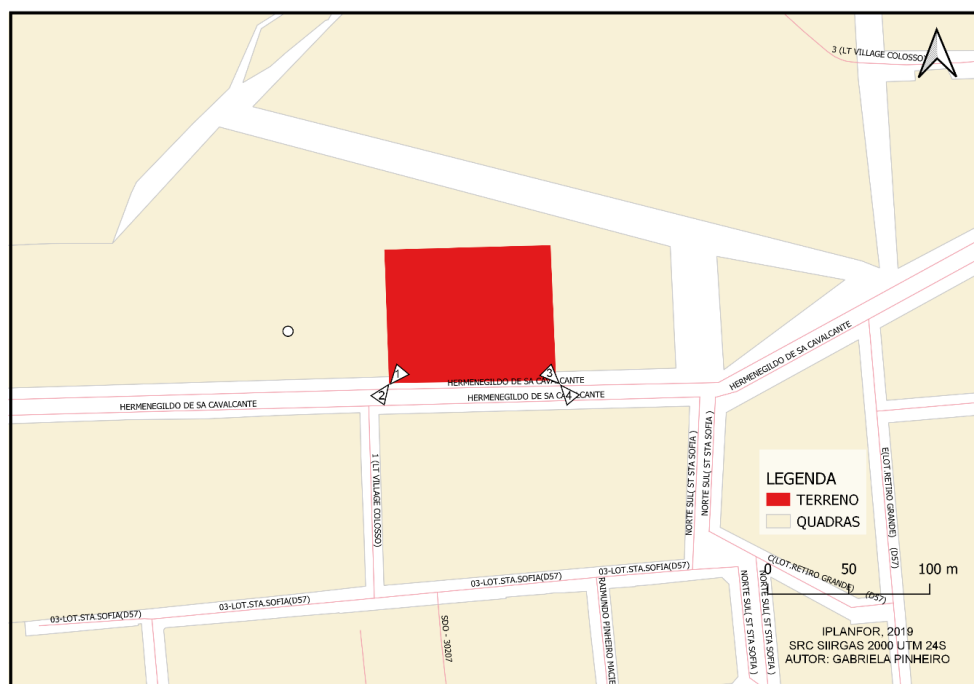 3 (LT VILLAGE COLOSSO)
HERMENEGILDO DE SA CAVALCANTE
1
3
HERMENEGILDO DE SA CAVALCANTE
2
4
HERMENEGILDO DE SA CAVALCANTE
HERMENEGILDO DE SA CAVALCANTE
1 (LT VILLAGE COLOSSO)
NORTE SUL( ST STA SOFIA )
NORTE SUL( ST STA SOFIA )
E(LOT.RETIRO GRANDE)
(D57)
LEGENDA
TERRENO
QUADRAS
C(LOT.RETIRO GRANDE)
(D57)
0 50 100 m
03-LOT.STA.SOFIA(D57)
03-LOT.STA.SOFIA(D57)
03-LOT.STA.SOFIA(D57)
03-LOT.STA.SOFIA(D57)
SDO - 30207
RAIMUNDO PINHEIRO MACIE
NORTE SUL( ST STA SOFIA )
NORTE SUL( ST STA SOFIA )
IPLANFOR, 2019
SRC SIIRGAS 2000 UTM 24S
AUTOR: GABRIELA PINHEIRO